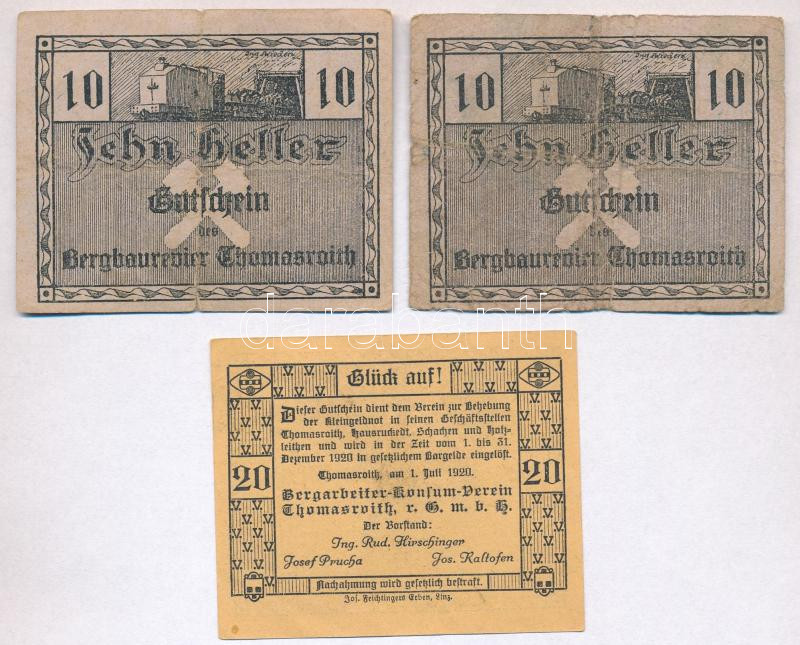 10 10
Zehn Heller
Gutschein
des
Bergbaurevier Thomasroith
10 10
Zehn Heller
Gutschein
des
Bergbaurevier Thomasroith
darabanth
Glück auf!
Dieser Gutschein dient dem Verein zur Behebung
der Kleingeldnot in seinen Geschäftsstellen
Thomasroith, Hausruckedt, Schachen und Holz-
leithen und wird in der Zeit vom 1. bis 31.
Dezember 1920 in gesetzlichem Bargelde eingelöst.
20 20
Thomasroith, am 1. Juli 1920.
Bergarbeiter-Konsum-Verein
Thomasroith, r. G. m. b. H.
Der Vorstand:
Ing. Rud. Hirschinger
Josef Prucha Jos. Kaltofen
Nachahmung wird gesetzlich bestraft.
Jos. Feichtingers Erben, Linz.